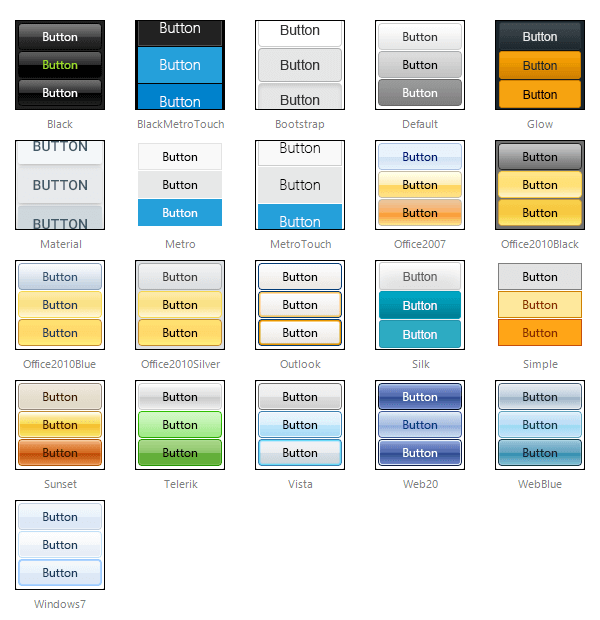 Button Button Button Button Button
Button Button Button Button Button
Button Button Button Button Button
Black BlackMetroTouch Bootstrap Default Glow
BUTTON Button Button Button Button
BUTTON Button Button Button Button
BUTTON Button Button Button Button
Material Metro MetroTouch Office2007 Office2010Black
Button Button Button Button Button
Button Button Button Button Button
Button Button Button Button Button
Office2010Blue Office2010Silver Outlook Silk Simple
Button Button Button Button Button
Button Button Button Button Button
Button Button Button Button Button
Sunset Telerik Vista Web20 WebBlue
Button
Button
Button
Windows7